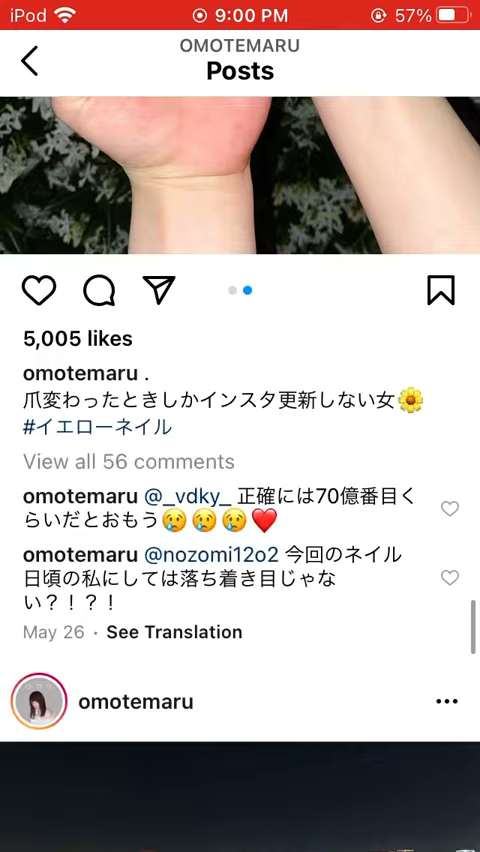 iPod 9:00 PM 57%
OMOTEMARU
Posts
5,005 likes
omotemaru .
爪変わったときしかインスタ更新しない女🌼
#イエローネイル
View all 56 comments
omotemaru @_vdky_ 正確には70億番目く
らいだとおもう😢😢😢❤️
omotemaru @nozomi12o2 今回のネイル
日頃の私にしては落ち着き目じゃな
い？！？！
May 26 · See Translation
omotemaru